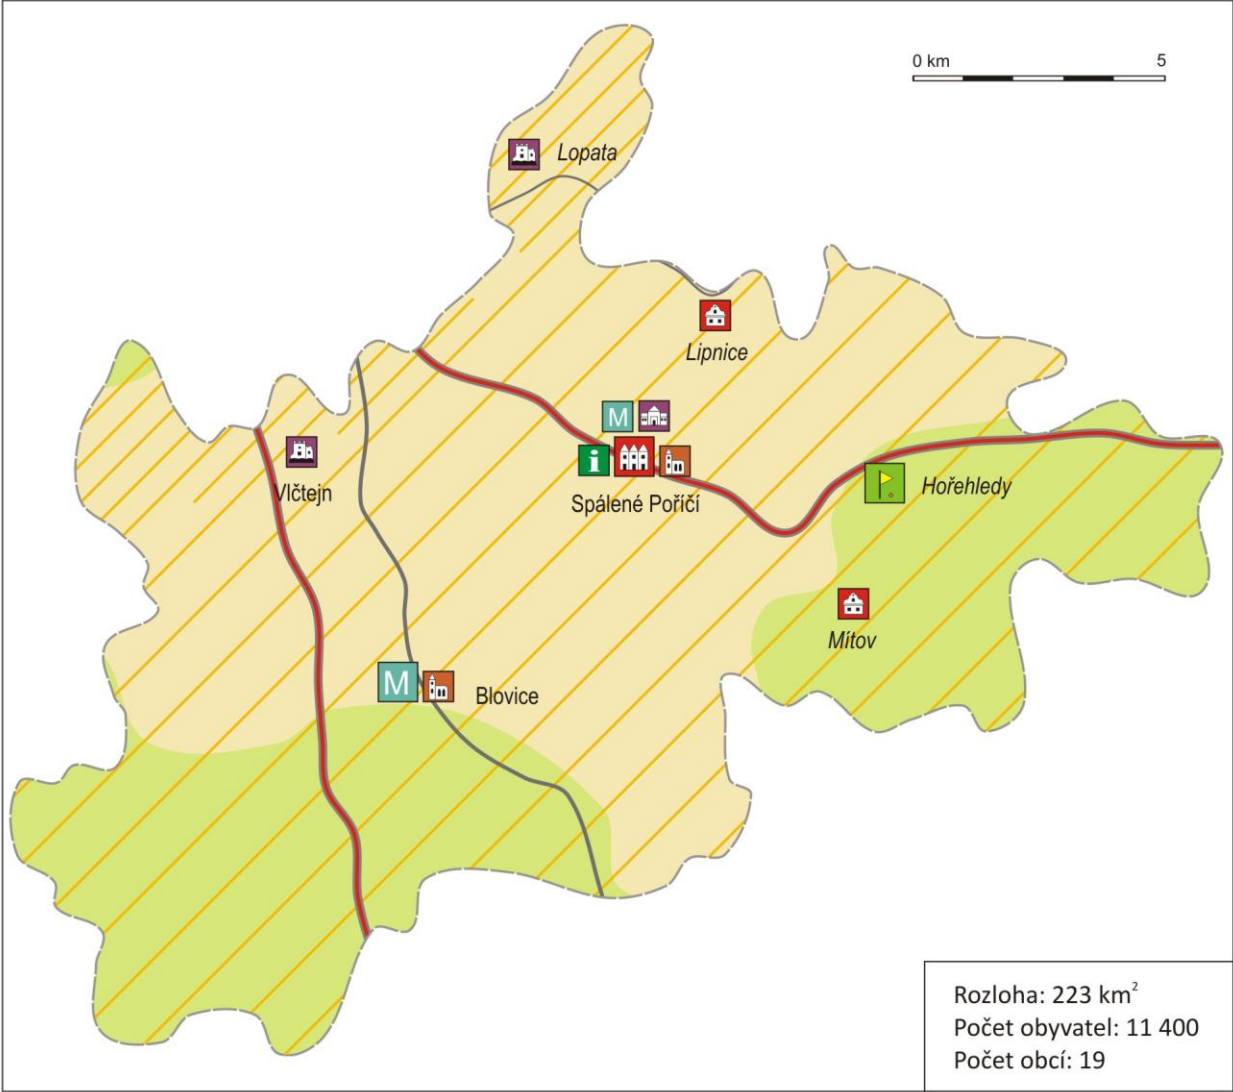 0 km 5
Lopata
Lipnice
M
i
Vlčtejn
Spálené Poříčí
Hořehledy
Mítov
M
Blovice
Rozloha: 223 km²
Počet obyvatel: 11 400
Počet obcí: 19